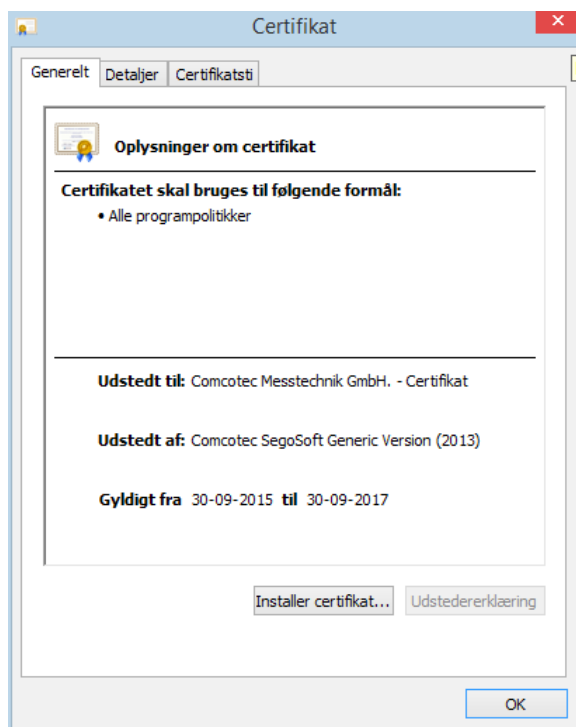 Certifikat
Generelt Detaljer Certifikatsti
Oplysninger om certifikat
Certifikatet skal bruges til følgende formål:
• Alle programpolitikker
Udstedt til: Comcotec Messtechnik GmbH. - Certifikat
Udstedt af: Comcotec SegoSoft Generic Version (2013)
Gyldigt fra 30-09-2015 til 30-09-2017
Installer certifikat... Udstedererklæring
OK